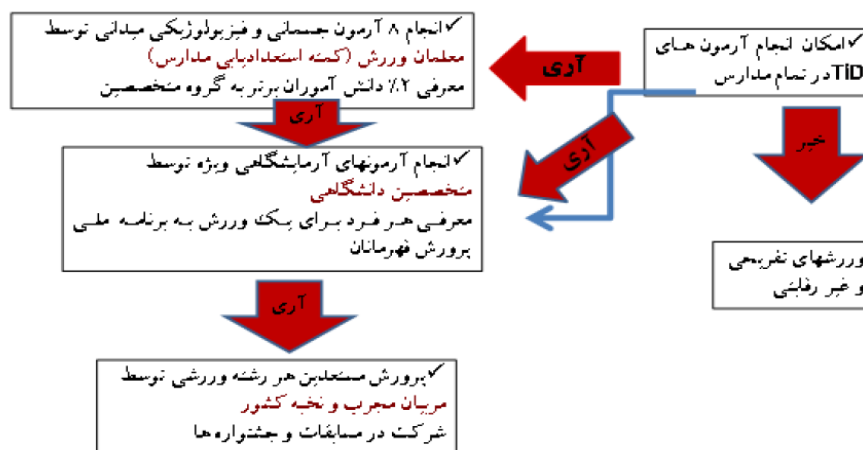 ✓امکان انجام آزمون های
TiD در تمام مدارس
آری
خیر
ورزشهای تفریحی
و غیر رقابتی
✓انجام ۸ آزمون جسمانی و فیزیولوژیکی میدانی توسط
معلمان ورزش (کمته استعدادیابی مدارس)
معرفی ۲٪ دانش آموزان برتر به گروه متخصصین
آری
آری
✓انجام آزمونهای آزمایشگاهی ویژه توسط
متخصصین دانشگاهی
معرفی هر فرد برای یک ورزش به برنامه ملی
پرورش قهرمانان
آری
✓پرورش مستعدین هر رشته ورزشی توسط
مربیان مجرب و نخبه کشور
شرکت در مسابقات و جشنواره ها